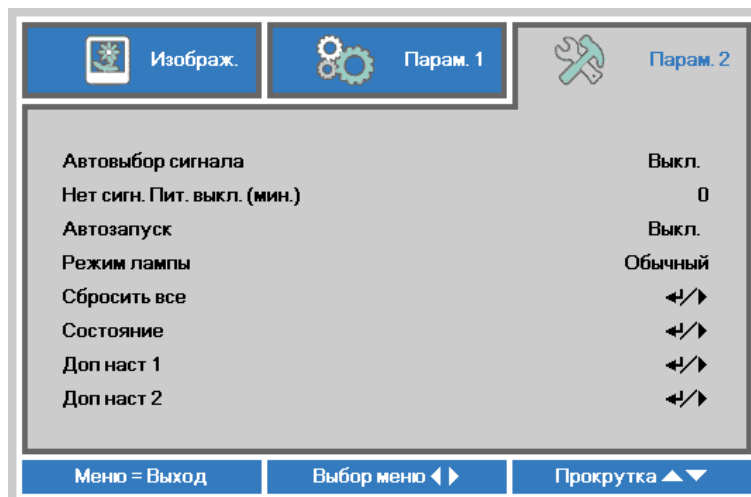 Изображ. Парам. 1 Парам. 2
Автовыбор сигнала Выкл.
Нет сигн. Пит. выкл. (мин.) 0
Автозапуск Выкл.
Режим лампы Обычный
Сбросить все
Состояние
Доп наст 1
Доп наст 2
Меню = Выход Выбор меню Прокрутка